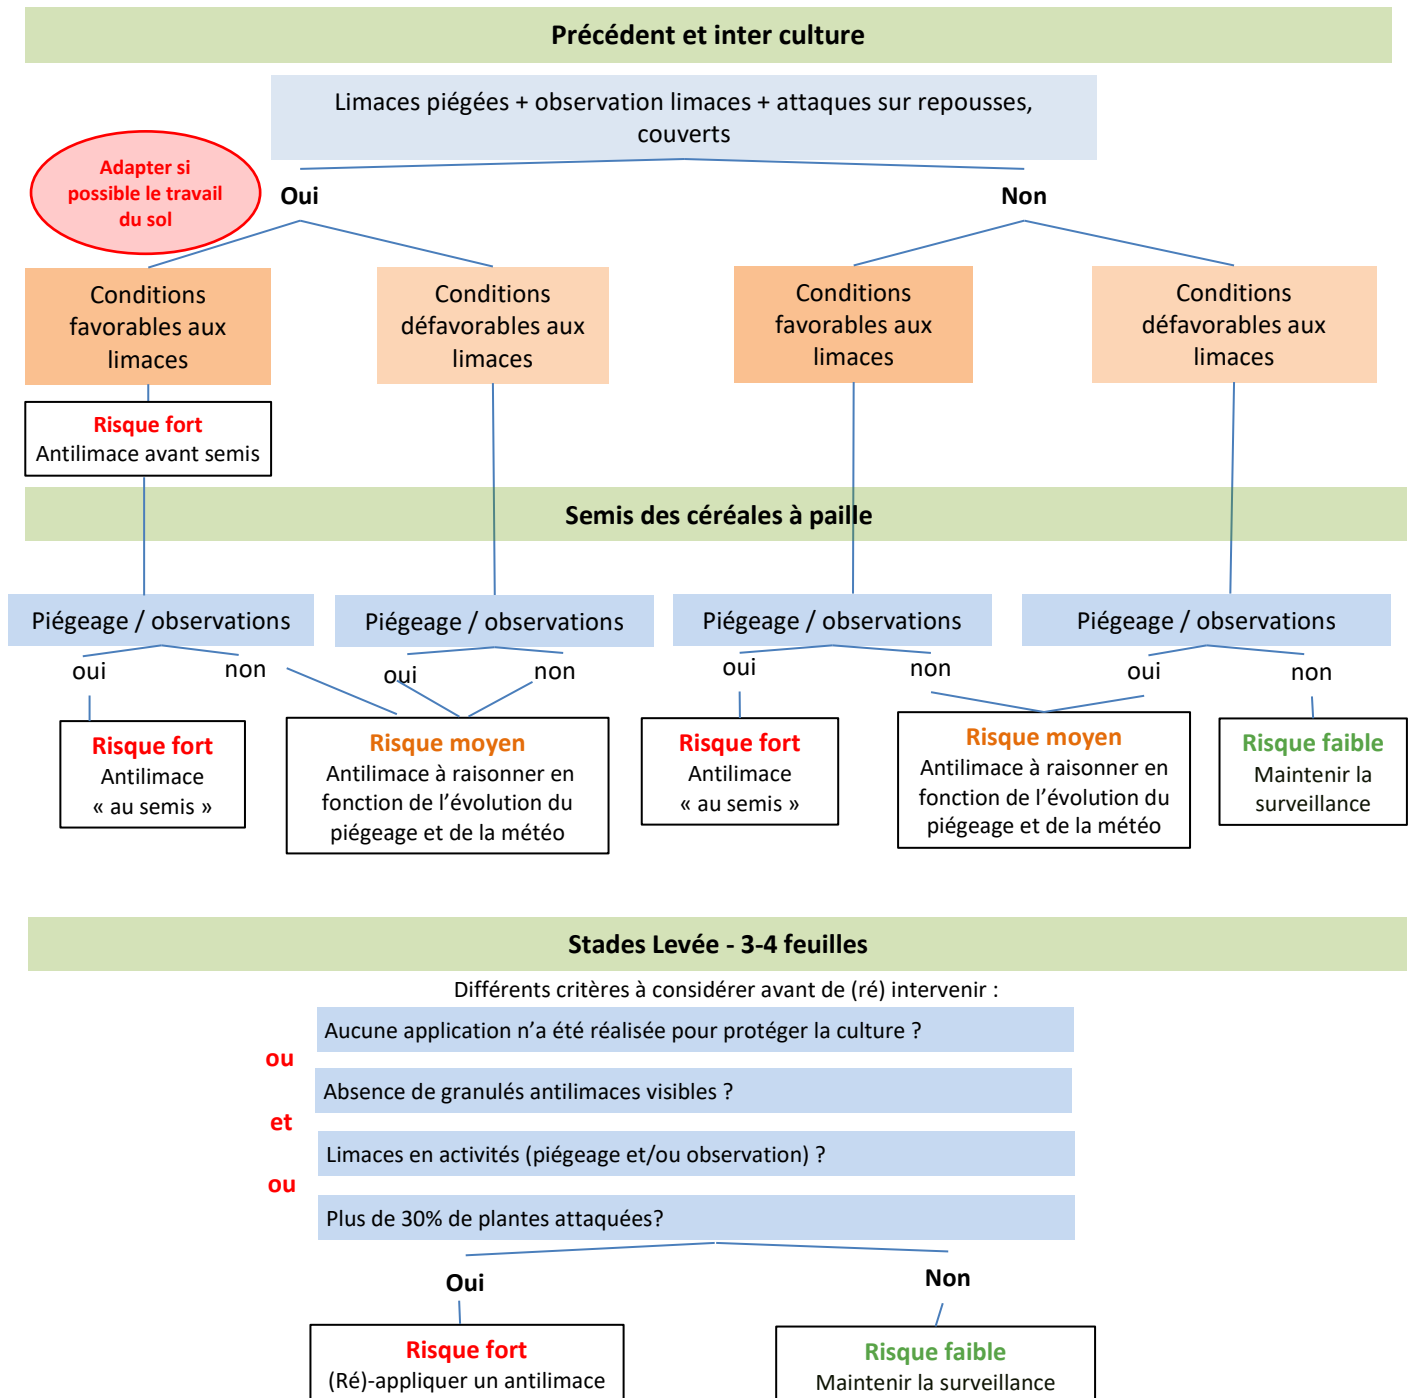 Précédent et inter culture
Limaces piégées + observation limaces + attaques sur repousses,
couverts
Adapter si
possible le travail
du sol
Oui
Non
Conditions
favorables aux
limaces
Conditions
défavorables aux
limaces
Conditions
favorables aux
limaces
Conditions
défavorables aux
limaces
Risque fort
Antilimace avant semis
Semis des céréales à paille
Piégeage / observations
Piégeage / observations
Piégeage / observations
Piégeage / observations
oui
non
oui
non
oui
non
oui
non
Risque fort
Antilimace
« au semis »
Risque moyen
Antilimace à raisonner en
fonction de l’évolution du
piégeage et de la météo
Risque fort
Antilimace
« au semis »
Risque moyen
Antilimace à raisonner en
fonction de l’évolution du
piégeage et de la météo
Risque faible
Maintenir la
surveillance
Stades Levée - 3-4 feuilles
Différents critères à considérer avant de (ré) intervenir :
Aucune application n’a été réalisée pour protéger la culture ?
ou
Absence de granulés antilimaces visibles ?
et
Limaces en activités (piégeage et/ou observation) ?
ou
Plus de 30% de plantes attaquées?
Oui
Non
Risque fort
(Ré)-appliquer un antilimace
Risque faible
Maintenir la surveillance